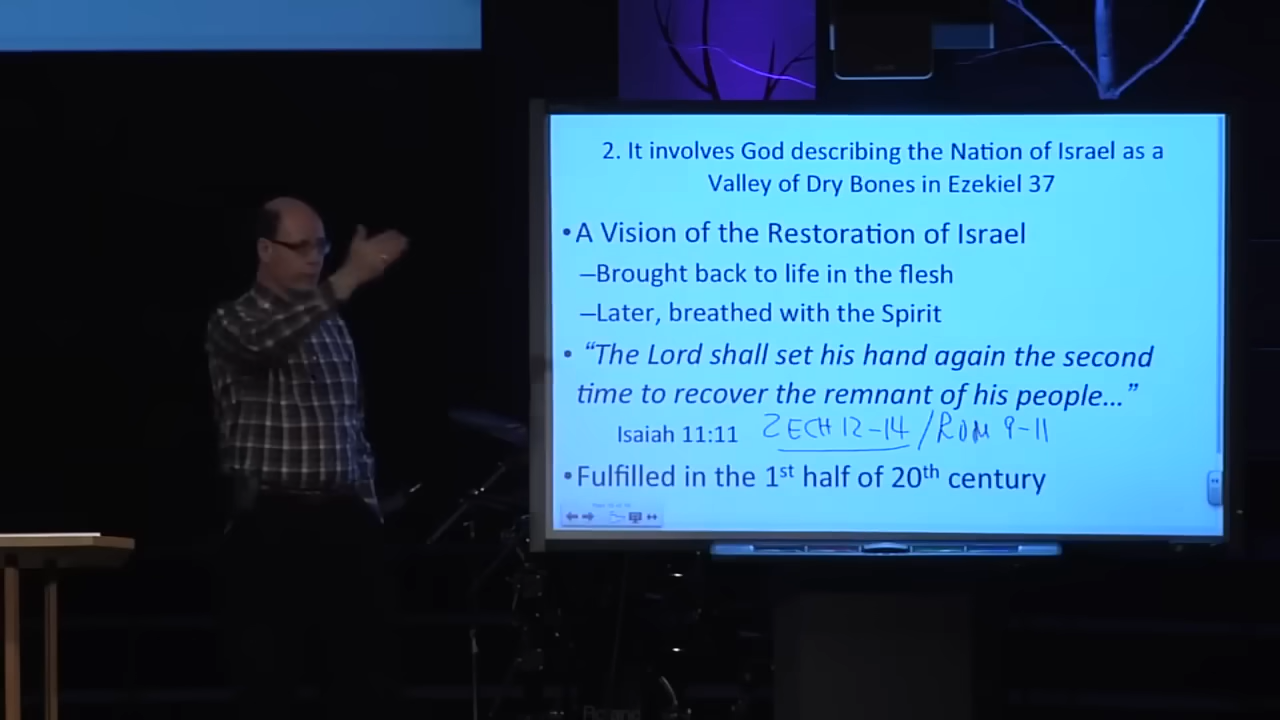 2. It involves God describing the Nation of Israel as a
Valley of Dry Bones in Ezekiel 37
•A Vision of the Restoration of Israel
–Brought back to life in the flesh
–Later, breathed with the Spirit
• “The Lord shall set his hand again the second
time to recover the remnant of his people...”
Isaiah 11:11 ZECH 12-14/ROM 9-11
•Fulfilled in the 1st half of 20th century
Roland